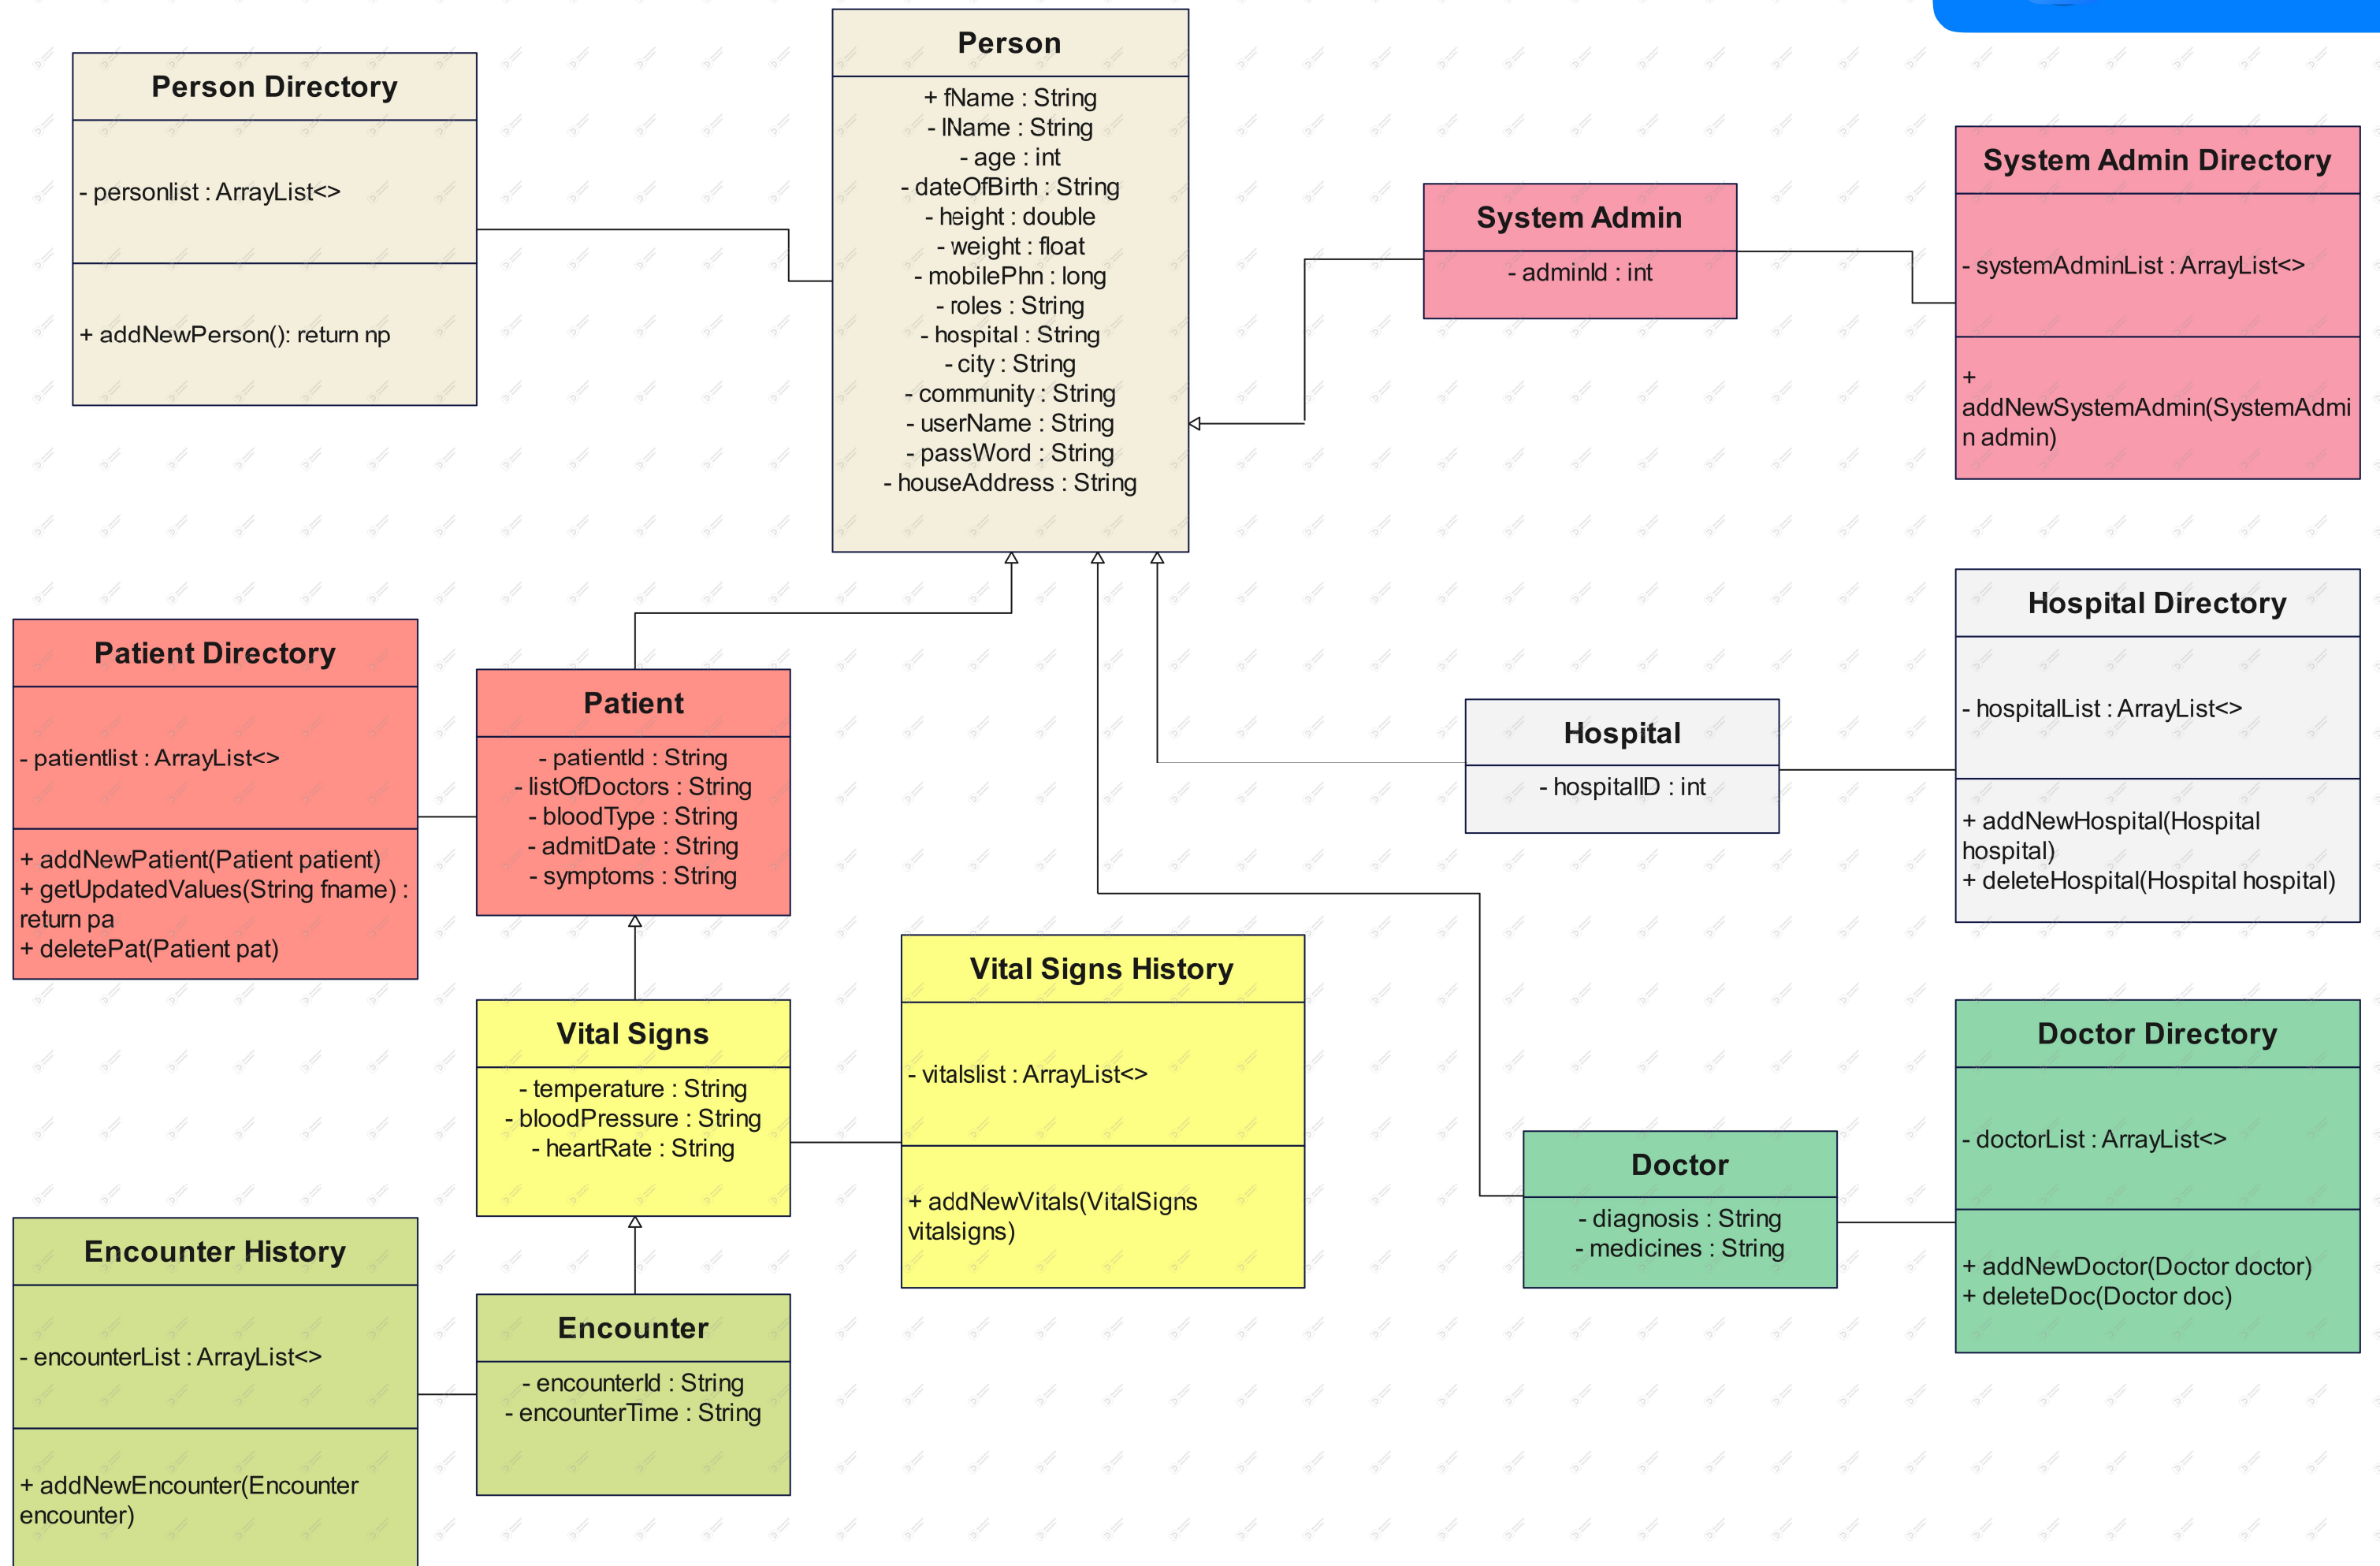 Person Directory
- personlist : ArrayList<>
+ addNewPerson(): return np
Person
+ fName : String
- lName : String
- age : int
- dateOfBirth : String
- height : double
- weight : float
- mobilePhn : long
- roles : String
- hospital : String
- city : String
- community : String
- userName : String
- passWord : String
- houseAddress : String
System Admin
- adminId : int
System Admin Directory
- systemAdminList : ArrayList<>
+
addNewSystemAdmin(SystemAdmi
n admin)
Patient Directory
- patientlist : ArrayList<>
+ addNewPatient(Patient patient)
+ getUpdatedValues(String fname) :
return pa
+ deletePat(Patient pat)
Patient
- patientId : String
- listOfDoctors : String
- bloodType : String
- admitDate : String
- symptoms : String
Hospital
- hospitalID : int
Hospital Directory
- hospitalList : ArrayList<>
+ addNewHospital(Hospital
hospital)
+ deleteHospital(Hospital hospital)
Vital Signs
- temperature : String
- bloodPressure : String
- heartRate : String
Vital Signs History
- vitalslist : ArrayList<>
+ addNewVitals(VitalSigns
vitalsigns)
Doctor
- diagnosis : String
- medicines : String
Doctor Directory
- doctorList : ArrayList<>
+ addNewDoctor(Doctor doctor)
+ deleteDoc(Doctor doc)
Encounter History
- encounterList : ArrayList<>
+ addNewEncounter(Encounter
encounter)
Encounter
- encounterId : String
- encounterTime : String